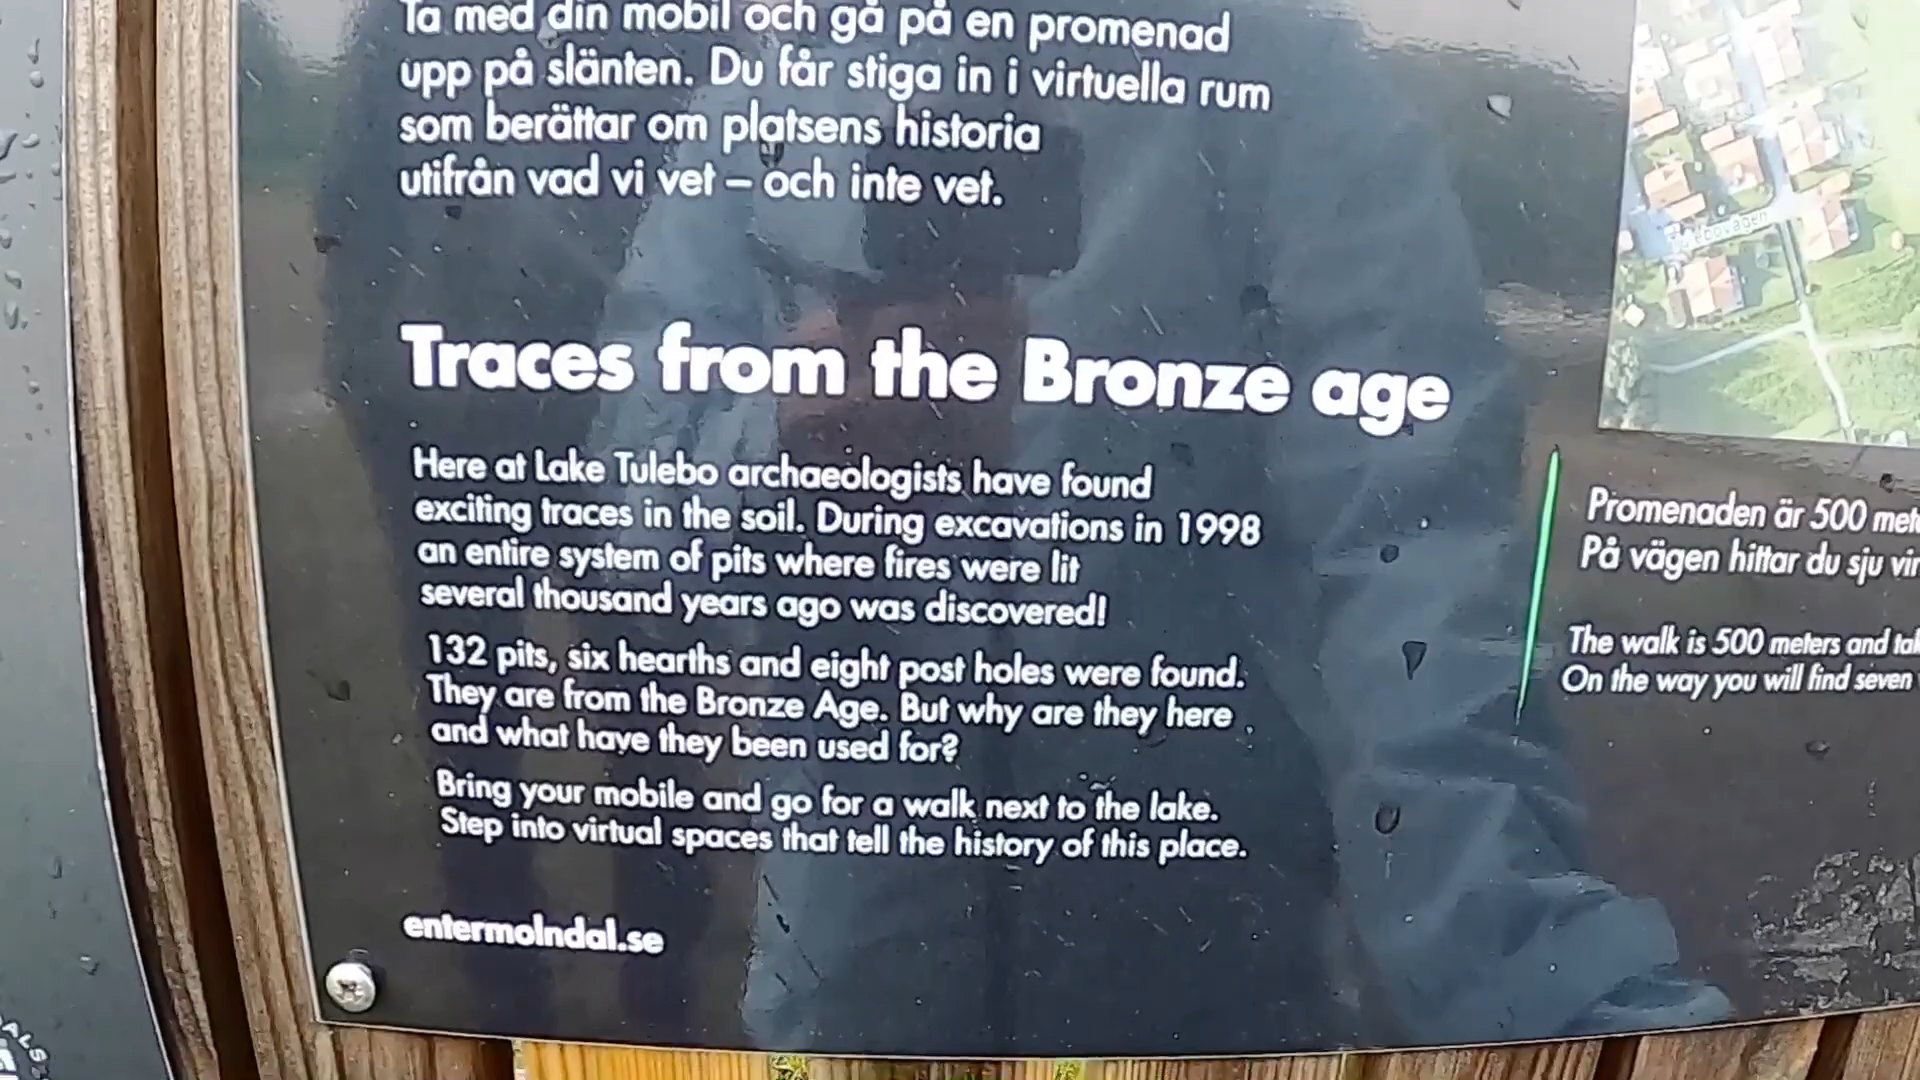 Ta med din mobil och gå på en promenad
upp på slänten. Du får stiga in i virtuella rum
som berättar om platsens historia
utifrån vad vi vet – och inte vet.
Traces from the Bronze age
Here at Lake Tulebo archaeologists have found
exciting traces in the soil. During excavations in 1998
an entire system of pits where fires were lit
several thousand years ago was discovered!
132 pits, six hearths and eight post holes were found.
They are from the Bronze Age. But why are they here
and what have they been used for?
Bring your mobile and go for a walk next to the lake.
Step into virtual spaces that tell the history of this place.
entermolndal.se
Tulebovägen
Promenaden är 500
På vägen hittar du sju
The walk is 500 meters and
On the way you will find seven